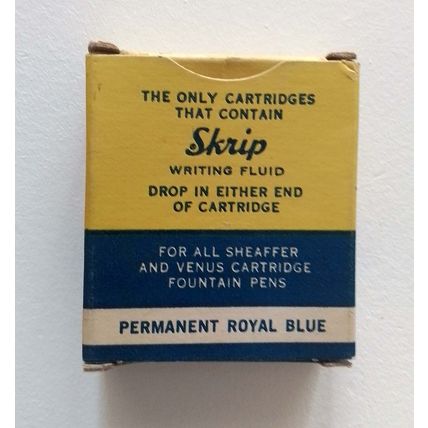 THE ONLY CARTRIDGES
THAT CONTAIN
Skrip
WRITING FLUID
DROP IN EITHER END
OF CARTRIDGE
FOR ALL SHEAFFER
AND VENUS CARTRIDGE
FOUNTAIN PENS
PERMANENT ROYAL BLUE